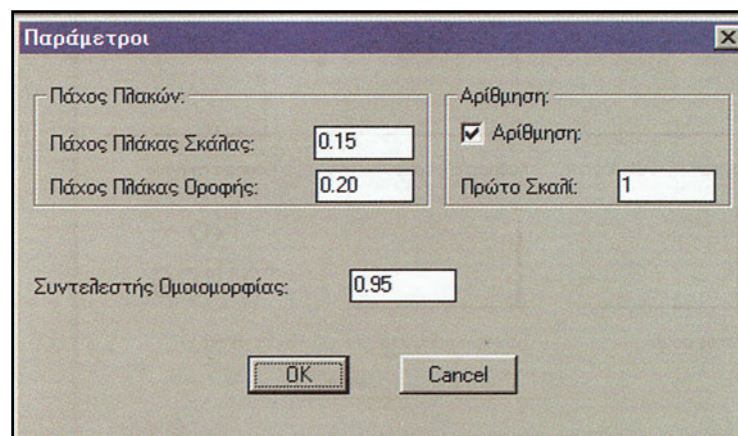 Παράμετροι
Πάχος Πλακών:
Πάχος Πλάκας Σκάλας: 0.15
Πάχος Πλάκας Οροφής: 0.20
Αρίθμηση:
Αρίθμηση:
Πρώτο Σκαλί: 1
Συντελεστής Ομοιομορφίας: 0.95
OK Cancel